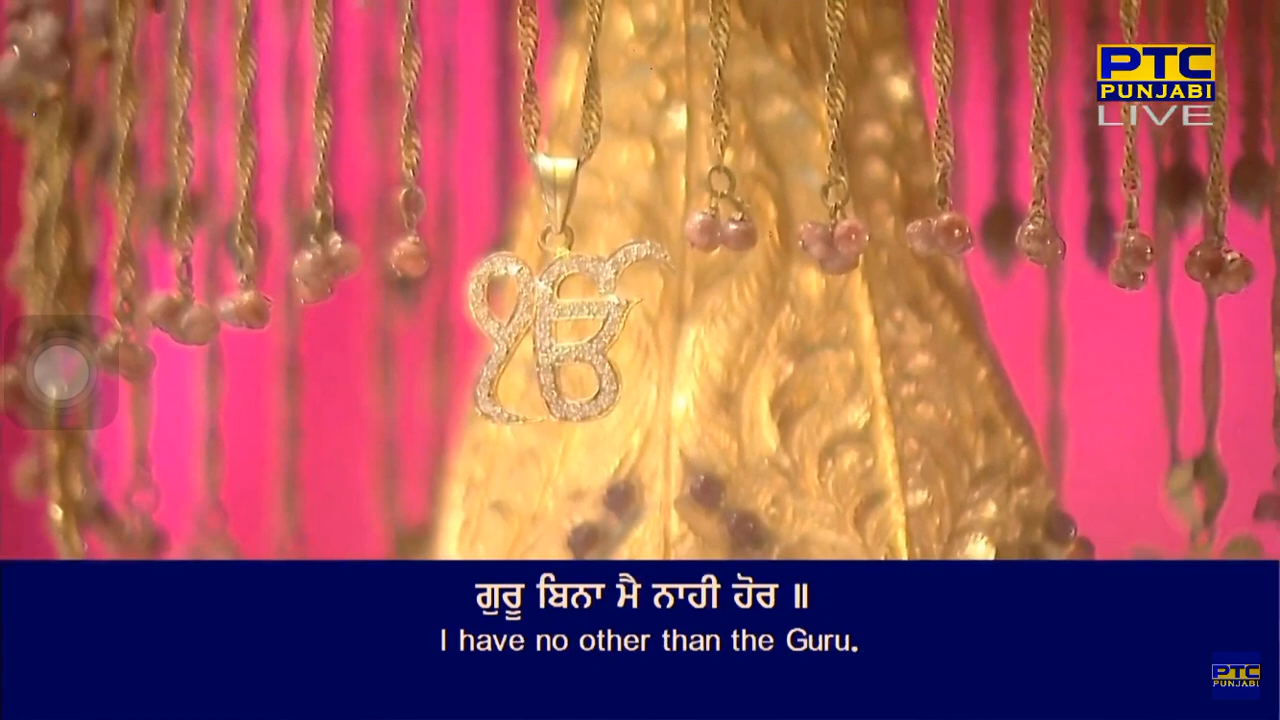 PTC
PUNJABI
LIVE
ੴ
ਗੁਰੂ ਬਿਨਾ ਮੈ ਨਾਹੀ ਹੋਰ ॥
I have no other than the Guru.
PTC
PUNJABI